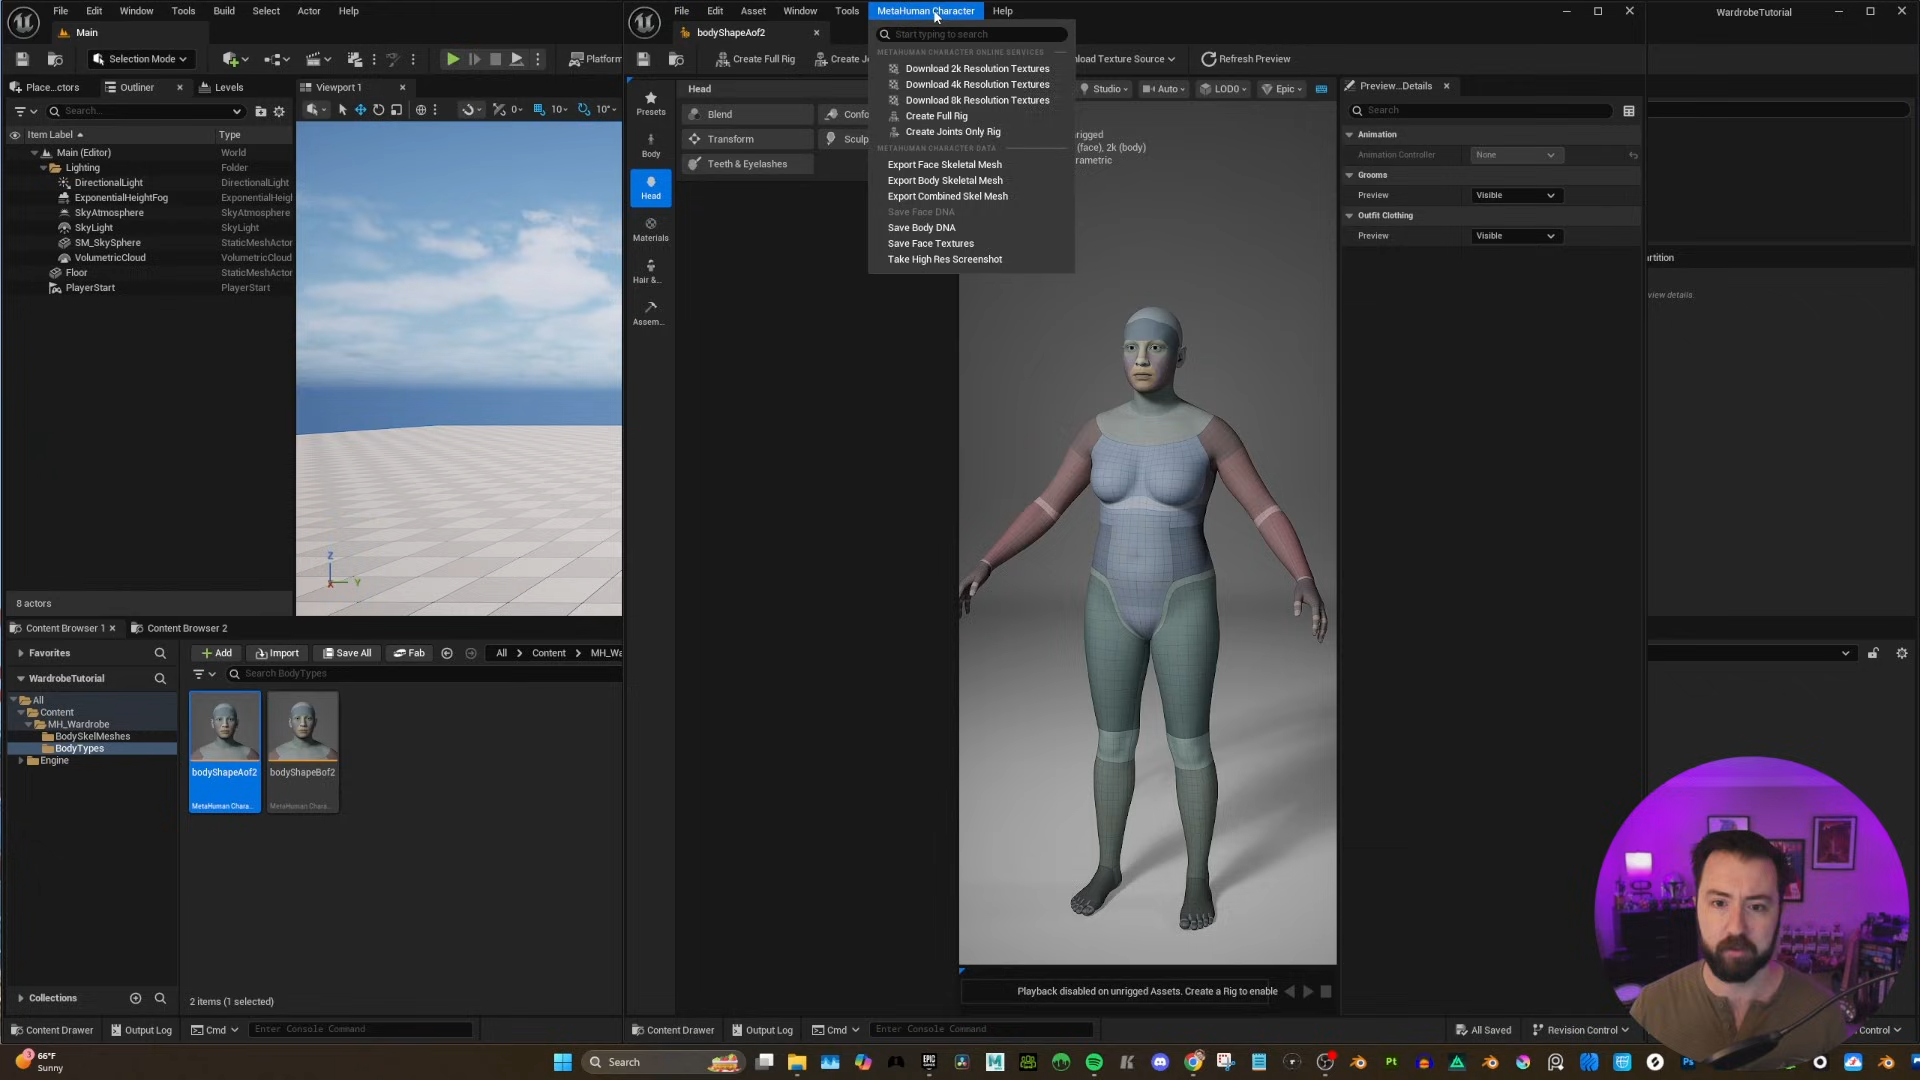 File Edit Window Tools Build Select Actor Help
Main
Selection Mode
Platform
Place...ctors
Outliner
Levels
Viewport 1
Search...
0°
10
10°
Item Label
Type
Main (Editor) World
Lighting Folder
DirectionalLight DirectionalLight
ExponentialHeightFog ExponentialHeigl
SkyAtmosphere SkyAtmosphere
SkyLight SkyLight
SM_SkySphere StaticMeshActor
VolumetricCloud VolumetricCloud
Floor StaticMeshActor
PlayerStart PlayerStart
Z
Y
X
8 actors
Content Browser 1
Content Browser 2
Favorites
Add
Import
Save All
Fab
All > Content > MH_Wa
WardrobeTutorial
Search BodyTypes
All
Content
MH_Wardrobe
BodySkelMeshes
BodyTypes
Engine
bodyShapeAof2
MetaHuman Chara...
bodyShapeBof2
MetaHuman Chara...
Collections
2 items (1 selected)
Content Drawer
Output Log
Cmd
Enter Console Command
File Edit Asset Window Tools MetaHuman Character Help
bodyShapeAof2
Create Full Rig
Create Jo
load Texture Source
Refresh Preview
Start typing to search
METAHUMAN CHARACTER ONLINE SERVICES
Download 2k Resolution Textures
Download 4k Resolution Textures
Download 8k Resolution Textures
Create Full Rig
Create Joints Only Rig
METAHUMAN CHARACTER DATA
Export Face Skeletal Mesh
Export Body Skeletal Mesh
Export Combined Skel Mesh
Save Face DNA
Save Body DNA
Save Face Textures
Take High Res Screenshot
Presets
Body
Head
Materials
Hair &...
Assem...
Head
Blend
Confo
Transform
Sculp
Teeth & Eyelashes
Studio
Auto
LOD0
Epic
nrigged
(face), 2k (body)
rametric
Playback disabled on unrigged Assets. Create a Rig to enable
Preview...Details
Search
Animation
Animation Controller None
Grooms
Preview Visible
Outfit Clothing
Preview Visible
Content Drawer
Output Log
Cmd
Enter Console Command
All Saved
Revision Control
WardrobeTutorial
artition
view details.
Control
66°F
Sunny
Search